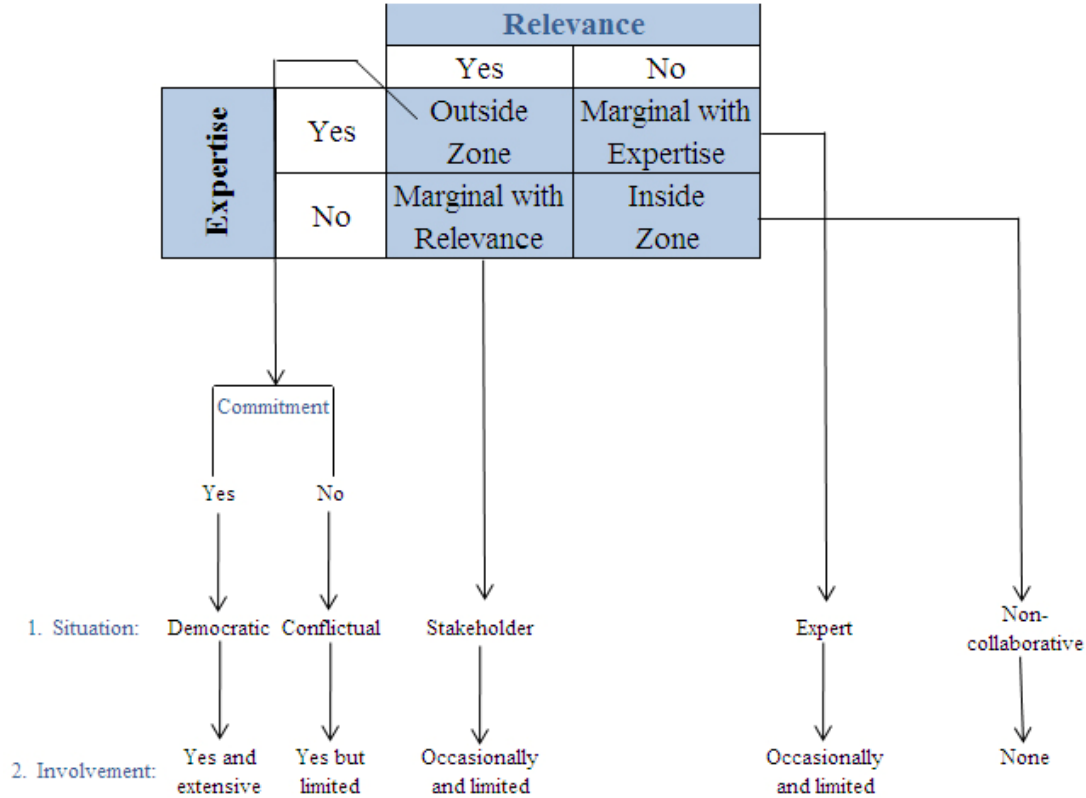 Relevance
Yes No
Expertise
Yes
Outside
Zone
Marginal with
Expertise
No
Marginal with
Relevance
Inside
Zone
Commitment
Yes No
1. Situation: Democratic Conflictual Stakeholder Expert Non-
collaborative
2. Involvement:
Yes and
extensive
Yes but
limited
Occasionally
and limited
Occasionally
and limited
None